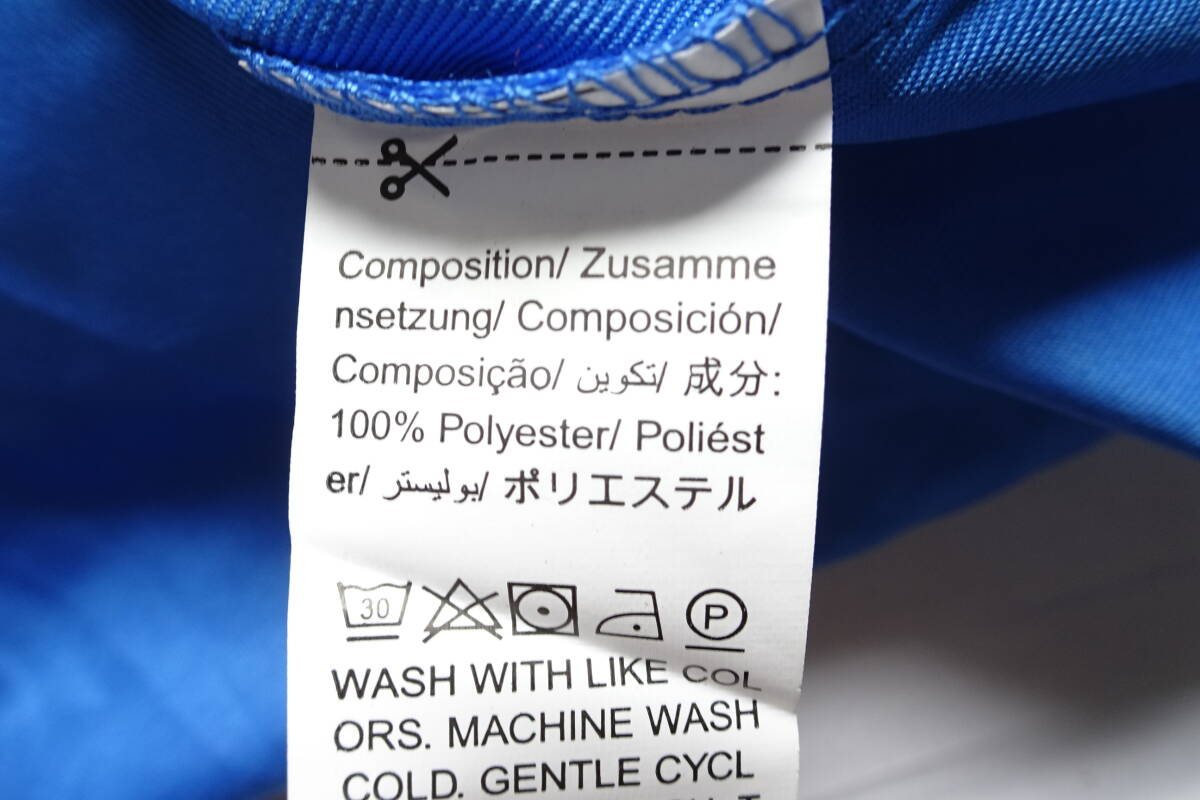 Composition/ Zusamme
nsetzung/ Composición/
Composição/ تكوين/ 成分:
100% Polyester/ Poliést
er/ بوليستر/ ポリエステル
30 P
WASH WITH LIKE COL
ORS. MACHINE WASH
COLD. GENTLE CYCL